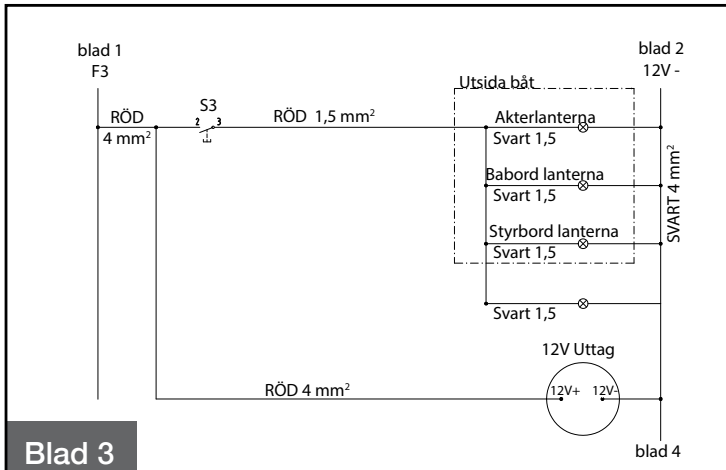 blad 1
F3
blad 2
12V -
Utsida båt
RÖD
4 mm²
S3
2 3
E
RÖD 1,5 mm²
Akterlanterna
Svart 1,5
Babord lanterna
Svart 1,5
SVART 4 mm²
Styrbord lanterna
Svart 1,5
Svart 1,5
12V Uttag
RÖD 4 mm²
12V+ 12V-
Blad 3
blad 4